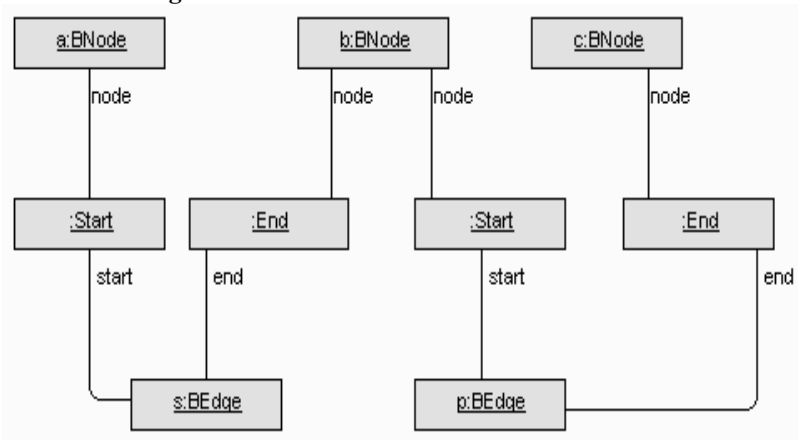 a:BNode
b:BNode
c:BNode
node
node
node
node
:Start
:End
:Start
:End
start
end
start
end
s:BEdge
p:BEdge